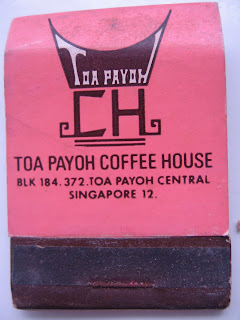 TOA PAYOH
CH
TOA PAYOH COFFEE HOUSE
BLK 184. 372. TOA PAYOH CENTRAL
SINGAPORE 12.